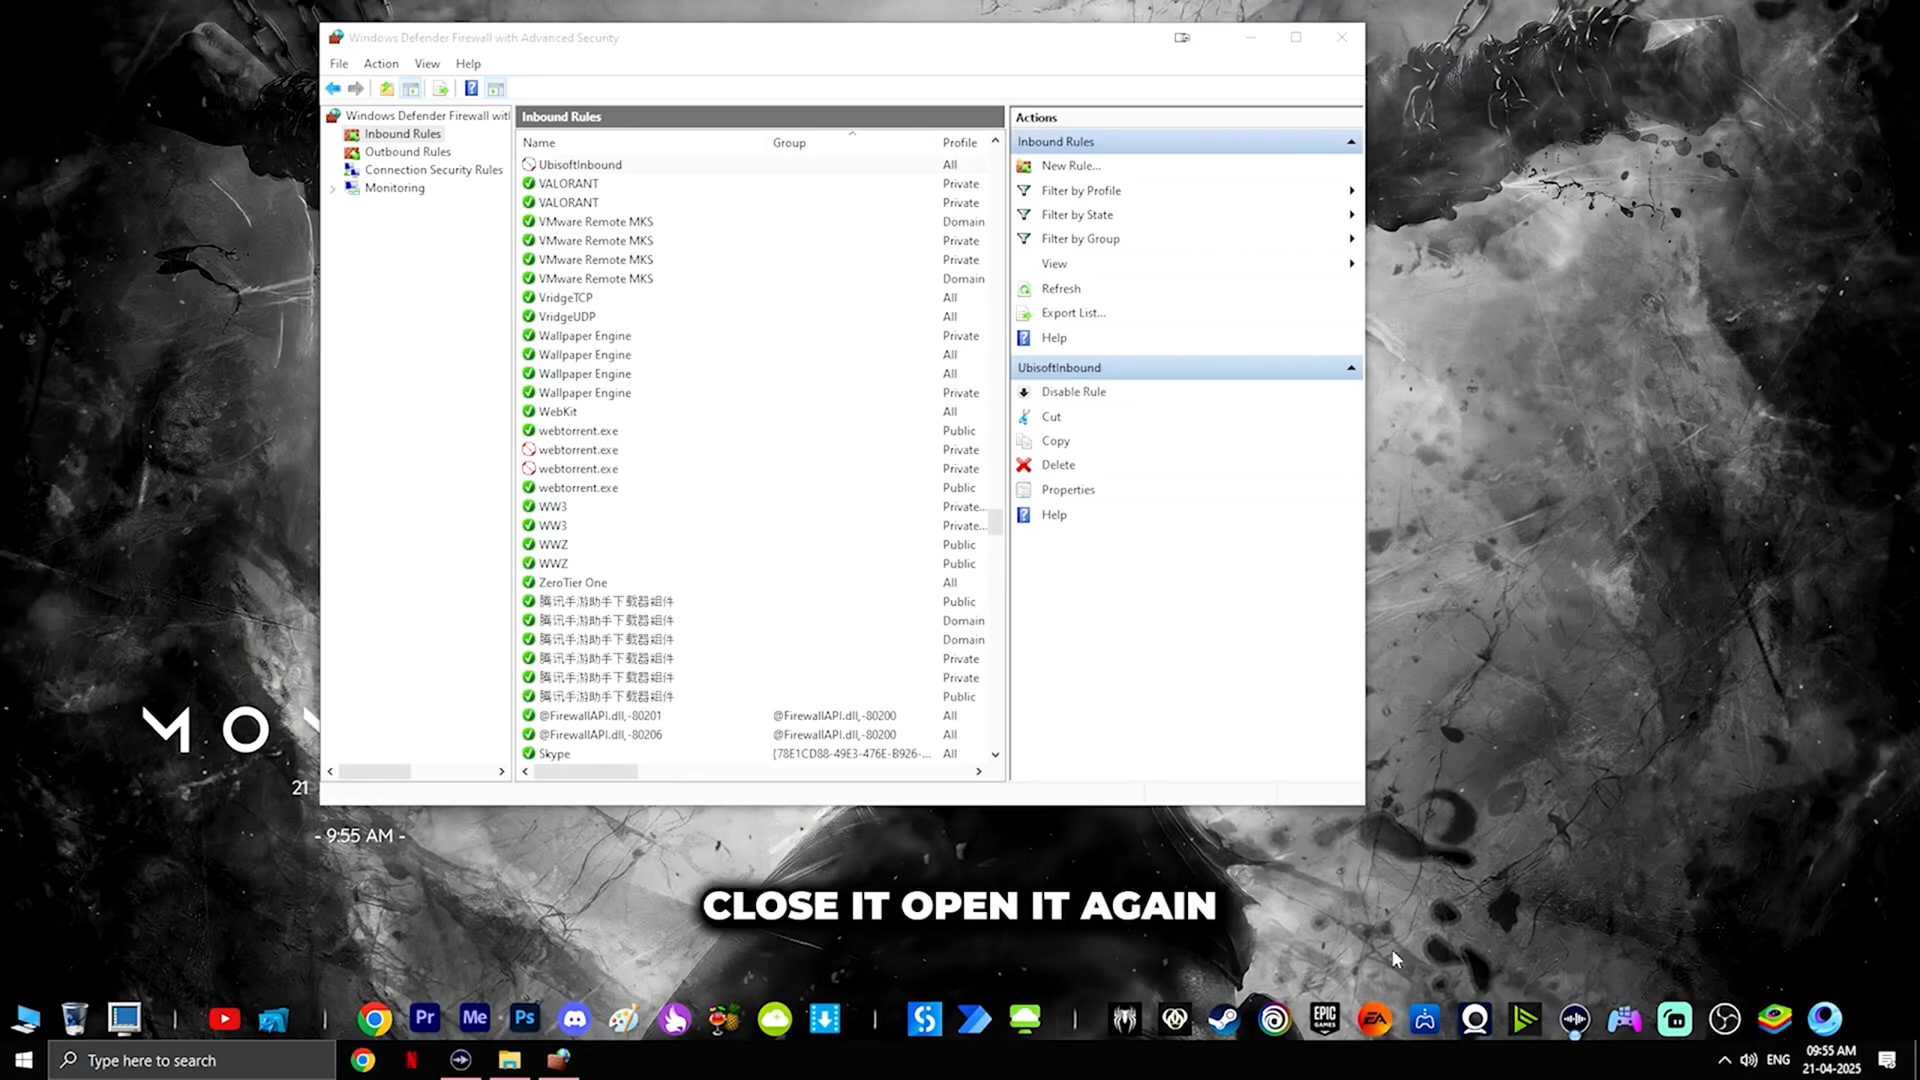 Windows Defender Firewall with Advanced Security
File Action View Help
Windows Defender Firewall wit
Inbound Rules
Outbound Rules
Connection Security Rules
Monitoring
Inbound Rules
Name Group Profile
UbisoftInbound All
VALORANT Private
VALORANT Private
VMware Remote MKS Domain
VMware Remote MKS Private
VMware Remote MKS Private
VMware Remote MKS Domain
VridgeTCP All
VridgeUDP All
Wallpaper Engine Private
Wallpaper Engine All
Wallpaper Engine All
Wallpaper Engine Private
WebKit All
webtorrent.exe Public
webtorrent.exe Private
webtorrent.exe Private
webtorrent.exe Public
WW3 Private...
WW3 Private...
WWZ Public
WWZ Public
ZeroTier One All
腾讯手游助手下载器组件 Public
腾讯手游助手下载器组件 Domain
腾讯手游助手下载器组件 Domain
腾讯手游助手下载器组件 Private
腾讯手游助手下载器组件 Private
腾讯手游助手下载器组件 Public
@FirewallAPI.dll,-80201 @FirewallAPI.dll,-80200 All
@FirewallAPI.dll,-80206 @FirewallAPI.dll,-80200 All
Skype {78E1CD88-49E3-476E-B926-... All
Actions
Inbound Rules
New Rule...
Filter by Profile
Filter by State
Filter by Group
View
Refresh
Export List...
Help
UbisoftInbound
Disable Rule
Cut
Copy
Delete
Properties
Help
MO
21
- 9:55 AM -
CLOSE IT OPEN IT AGAIN
Pr Me Ps
EPIC GAMES
EA
Type here to search
ENG
09:55 AM
21-04-2025